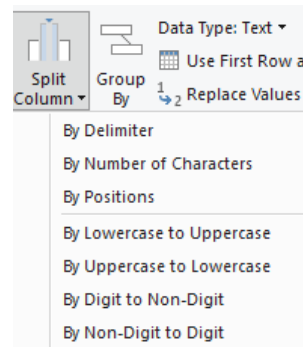 Data Type: Text
Use First Row a
Split Column
Group By
1 2 Replace Values
By Delimiter
By Number of Characters
By Positions
By Lowercase to Uppercase
By Uppercase to Lowercase
By Digit to Non-Digit
By Non-Digit to Digit